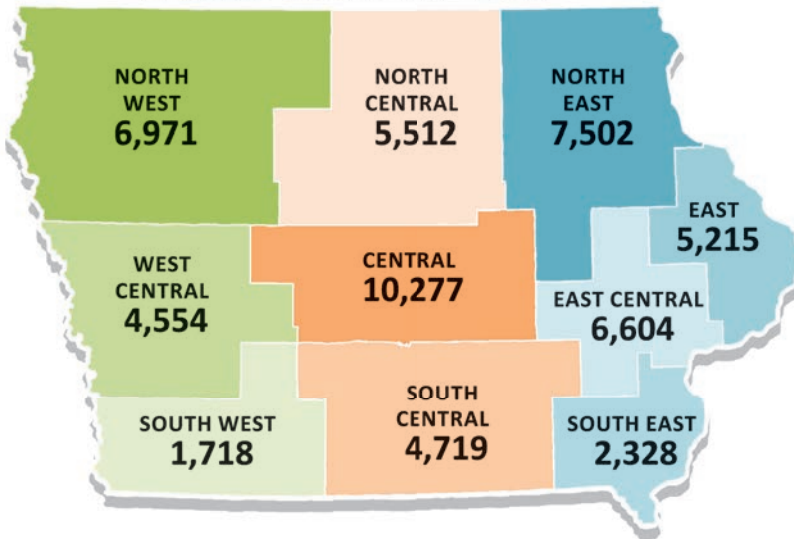 NORTH
WEST
6,971
NORTH
CENTRAL
5,512
NORTH
EAST
7,502
EAST
5,215
WEST
CENTRAL
4,554
CENTRAL
10,277
EAST CENTRAL
6,604
SOUTH WEST
1,718
SOUTH
CENTRAL
4,719
SOUTH EAST
2,328